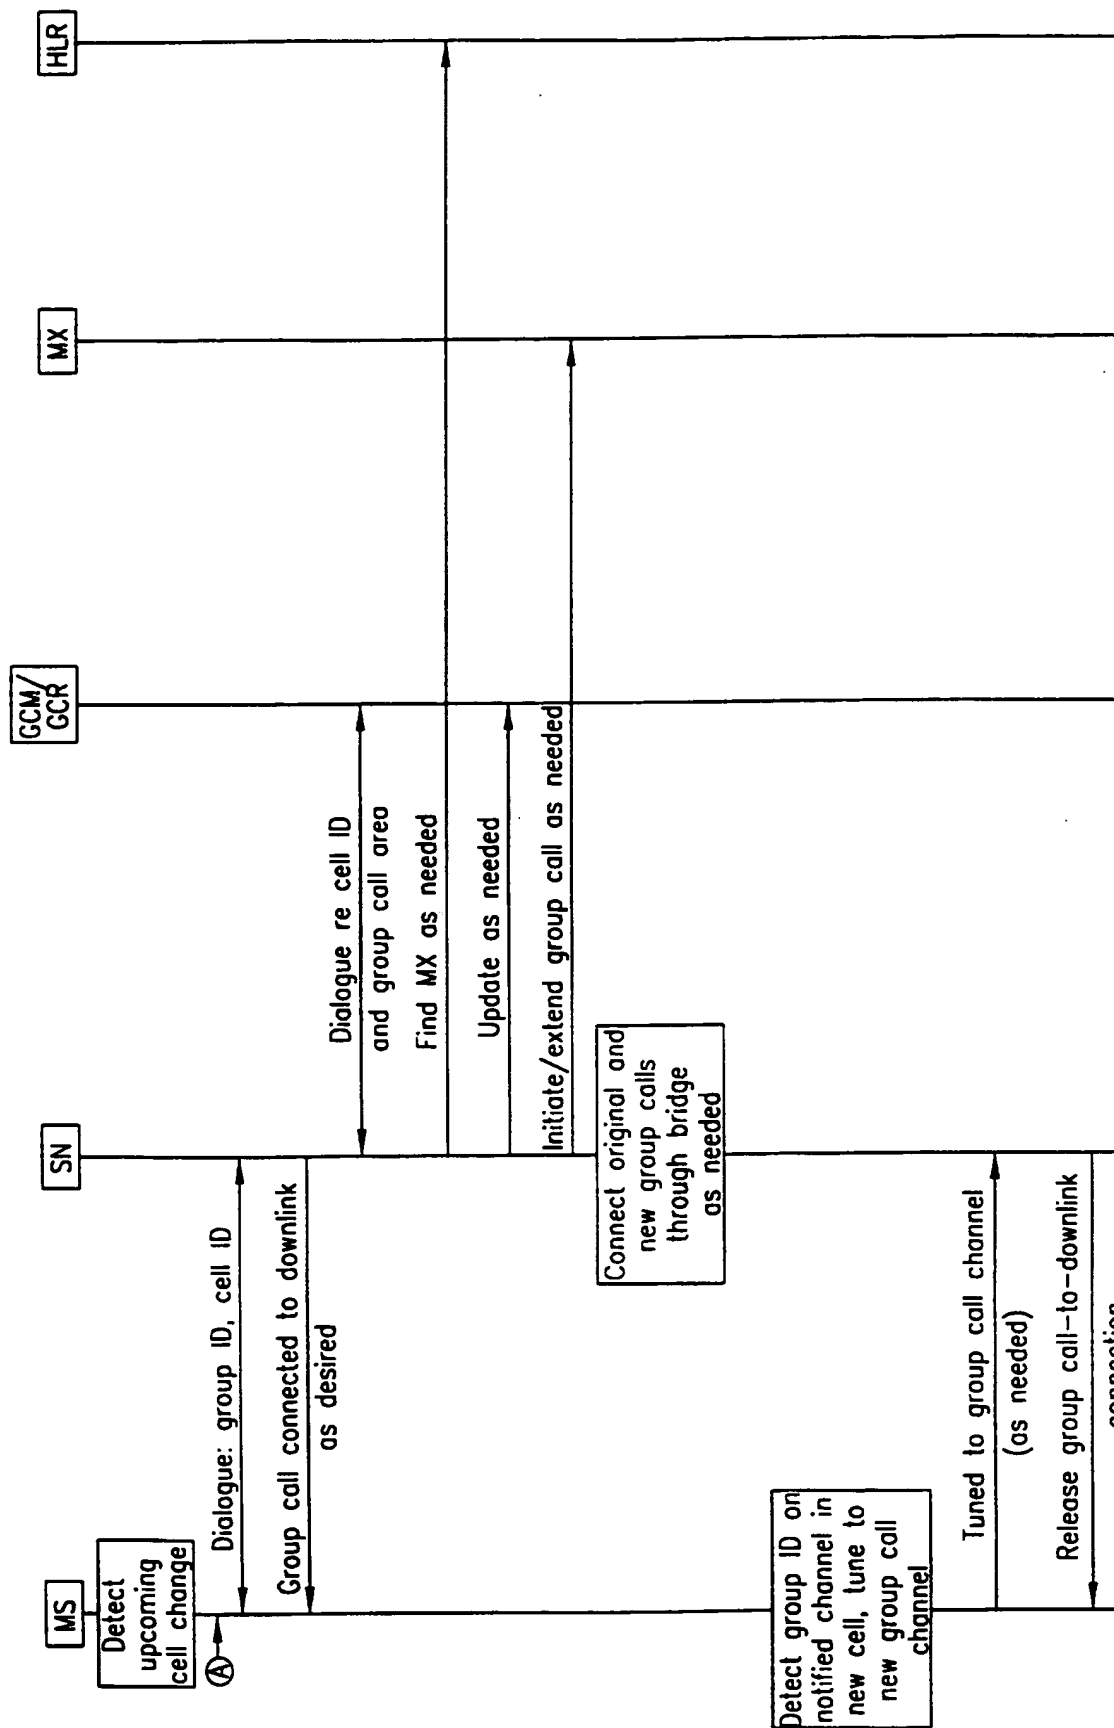 MS
SN
GCM/
GCR
MX
HLR
Detect
upcoming
cell change
A
Dialogue: group ID, cell ID
Group call connected to downlink
as desired
Dialogue re cell ID
and group call area
Find MX as needed
Update as needed
Initiate/extend group call as needed
Connect original and
new group calls
through bridge
as needed
Detect group ID on
notified channel in
new cell, tune to
new group call
channel
Tuned to group call channel
(as needed)
Release group call-to-downlink
connection